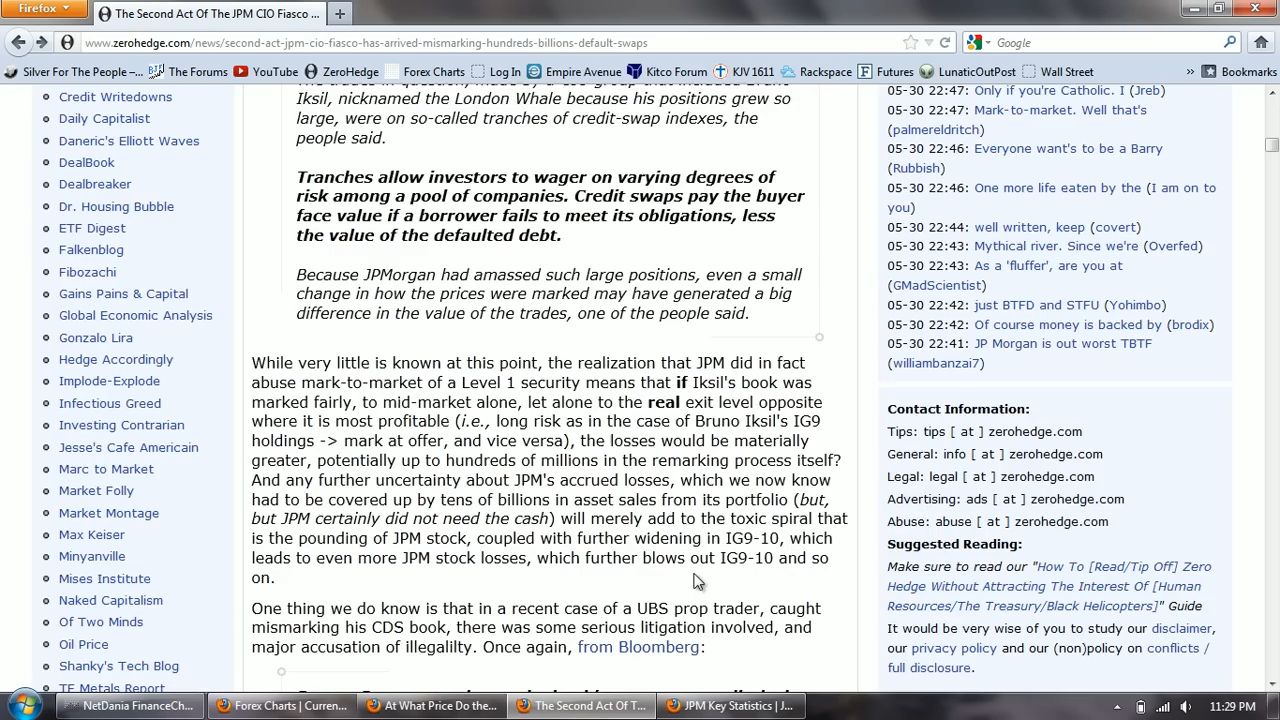 Firefox
The Second Act Of The JPM CIO Fiasco ...
www.zerohedge.com/news/second-act-jpm-cio-fiasco-has-arrived-mismarking-hundreds-billions-default-swaps
Google
Silver For The People –...
The Forums
YouTube
ZeroHedge
Forex Charts
Log In
Empire Avenue
Kitco Forum
KJV 1611
Rackspace
Futures
LunaticOutPost
Wall Street
»
Bookmarks
Credit Writedowns
Daily Capitalist
Daneric's Elliott Waves
DealBook
Dealbreaker
Dr. Housing Bubble
ETF Digest
Falkenblog
Fibozachi
Gains Pains & Capital
Global Economic Analysis
Gonzalo Lira
Hedge Accordingly
Implode-Explode
Infectious Greed
Investing Contrarian
Jesse's Cafe Americain
Marc to Market
Market Folly
Market Montage
Max Keiser
Minyanville
Mises Institute
Naked Capitalism
Of Two Minds
Oil Price
Shanky's Tech Blog
TF Metals Report
Iksil, nicknamed the London Whale because his positions grew so
large, were on so-called tranches of credit-swap indexes, the
people said.
Tranches allow investors to wager on varying degrees of
risk among a pool of companies. Credit swaps pay the buyer
face value if a borrower fails to meet its obligations, less
the value of the defaulted debt.
Because JPMorgan had amassed such large positions, even a small
change in how the prices were marked may have generated a big
difference in the value of the trades, one of the people said.
While very little is known at this point, the realization that JPM did in fact
abuse mark-to-market of a Level 1 security means that if Iksil's book was
marked fairly, to mid-market alone, let alone to the real exit level opposite
where it is most profitable (i.e., long risk as in the case of Bruno Iksil's IG9
holdings -> mark at offer, and vice versa), the losses would be materially
greater, potentially up to hundreds of millions in the remarking process itself?
And any further uncertainty about JPM's accrued losses, which we now know
had to be covered up by tens of billions in asset sales from its portfolio (but,
but JPM certainly did not need the cash) will merely add to the toxic spiral that
is the pounding of JPM stock, coupled with further widening in IG9-10, which
leads to even more JPM stock losses, which further blows out IG9-10 and so
on.
One thing we do know is that in a recent case of a UBS prop trader, caught
mismarking his CDS book, there was some serious litigation involved, and
major accusation of illegalilty. Once again, from Bloomberg:
05-30 22:47: Only if you're Catholic. I (Jreb)
05-30 22:47: Mark-to-market. Well that's
(palmereldritch)
05-30 22:46: Everyone want's to be a Barry
(Rubbish)
05-30 22:46: One more life eaten by the (I am on to
you)
05-30 22:44: well written, keep (covert)
05-30 22:43: Mythical river. Since we're (Overfed)
05-30 22:43: As a 'fluffer', are you at
(GMadScientist)
05-30 22:42: just BTFD and STFU (Yohimbo)
05-30 22:42: Of course money is backed by (brodix)
05-30 22:41: JP Morgan is out worst TBTF
(williambanzai7)
Contact Information:
Tips: tips [ at ] zerohedge.com
General: info [ at ] zerohedge.com
Legal: legal [ at ] zerohedge.com
Advertising: ads [ at ] zerohedge.com
Abuse: abuse [ at ] zerohedge.com
Suggested Reading:
Make sure to read our "How To [Read/Tip Off] Zero
Hedge Without Attracting The Interest Of [Human
Resources/The Treasury/Black Helicopters]" Guide
It would be very wise of you to study our disclaimer,
our privacy policy and our (non)policy on conflicts /
full disclosure.
NetDania FinanceCh...
Forex Charts | Curren...
At What Price Do the...
The Second Act Of T...
JPM Key Statistics | J...
11:29 PM